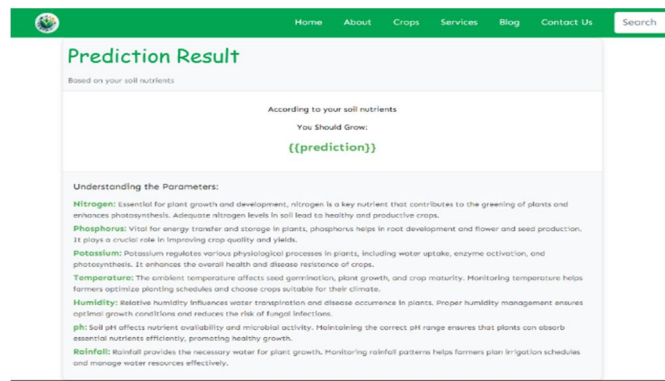 Home About Crops Services Blog Contact Us Search
Prediction Result
Based on your soil nutrients
According to your soil nutrients
You Should Grow:
{{prediction}}
Understanding the Parameters:
Nitrogen: Essential for plant growth and development, nitrogen is a key nutrient that contributes to the greening of plants and
enhances photosynthesis. Adequate nitrogen levels in soil lead to healthy and productive crops.
Phosphorus: Vital for energy transfer and storage in plants, phosphorus helps in root development and flower and seed production.
It plays a crucial role in improving crop quality and yields.
Potassium: Potassium regulates various physiological processes in plants, including water uptake, enzyme activation, and
photosynthesis. It enhances the overall health and disease resistance of crops.
Temperature: The ambient temperature affects seed germination, plant growth, and crop maturity. Monitoring temperature helps
farmers optimize planting schedules and choose crops suitable for their climate.
Humidity: Relative humidity influences water transpiration and disease occurrence in plants. Proper humidity management ensures
optimal growth conditions and reduces the risk of fungal infections.
ph: Soil pH affects nutrient availability and microbial activity. Maintaining the correct pH range ensures that plants can absorb
essential nutrients efficiently, promoting healthy growth.
Rainfall: Rainfall provides the necessary water for plant growth. Monitoring rainfall patterns helps farmers plan irrigation schedules
and manage water resources effectively.